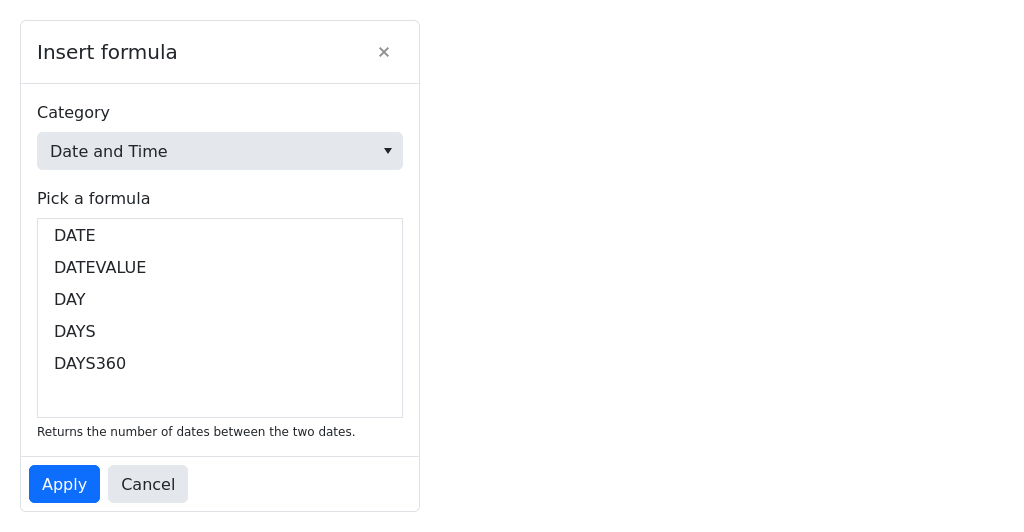 Insert formula
×
Category
Date and Time
Pick a formula
DATE
DATEVALUE
DAY
DAYS
DAYS360
Returns the number of dates between the two dates.
Apply Cancel